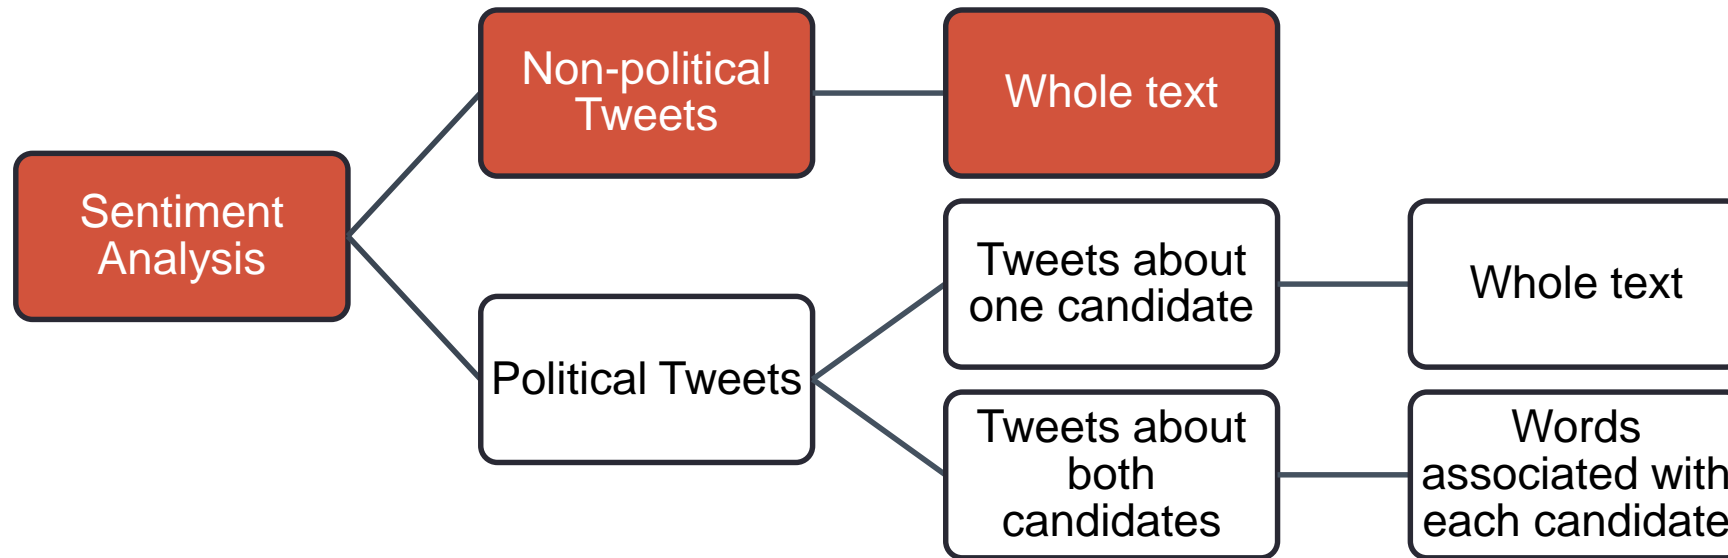 Non-political
Tweets
Whole text
Sentiment
Analysis
Tweets about
one candidate
Whole text
Political Tweets
Tweets about
both
candidates
Words
associated with
each candidate